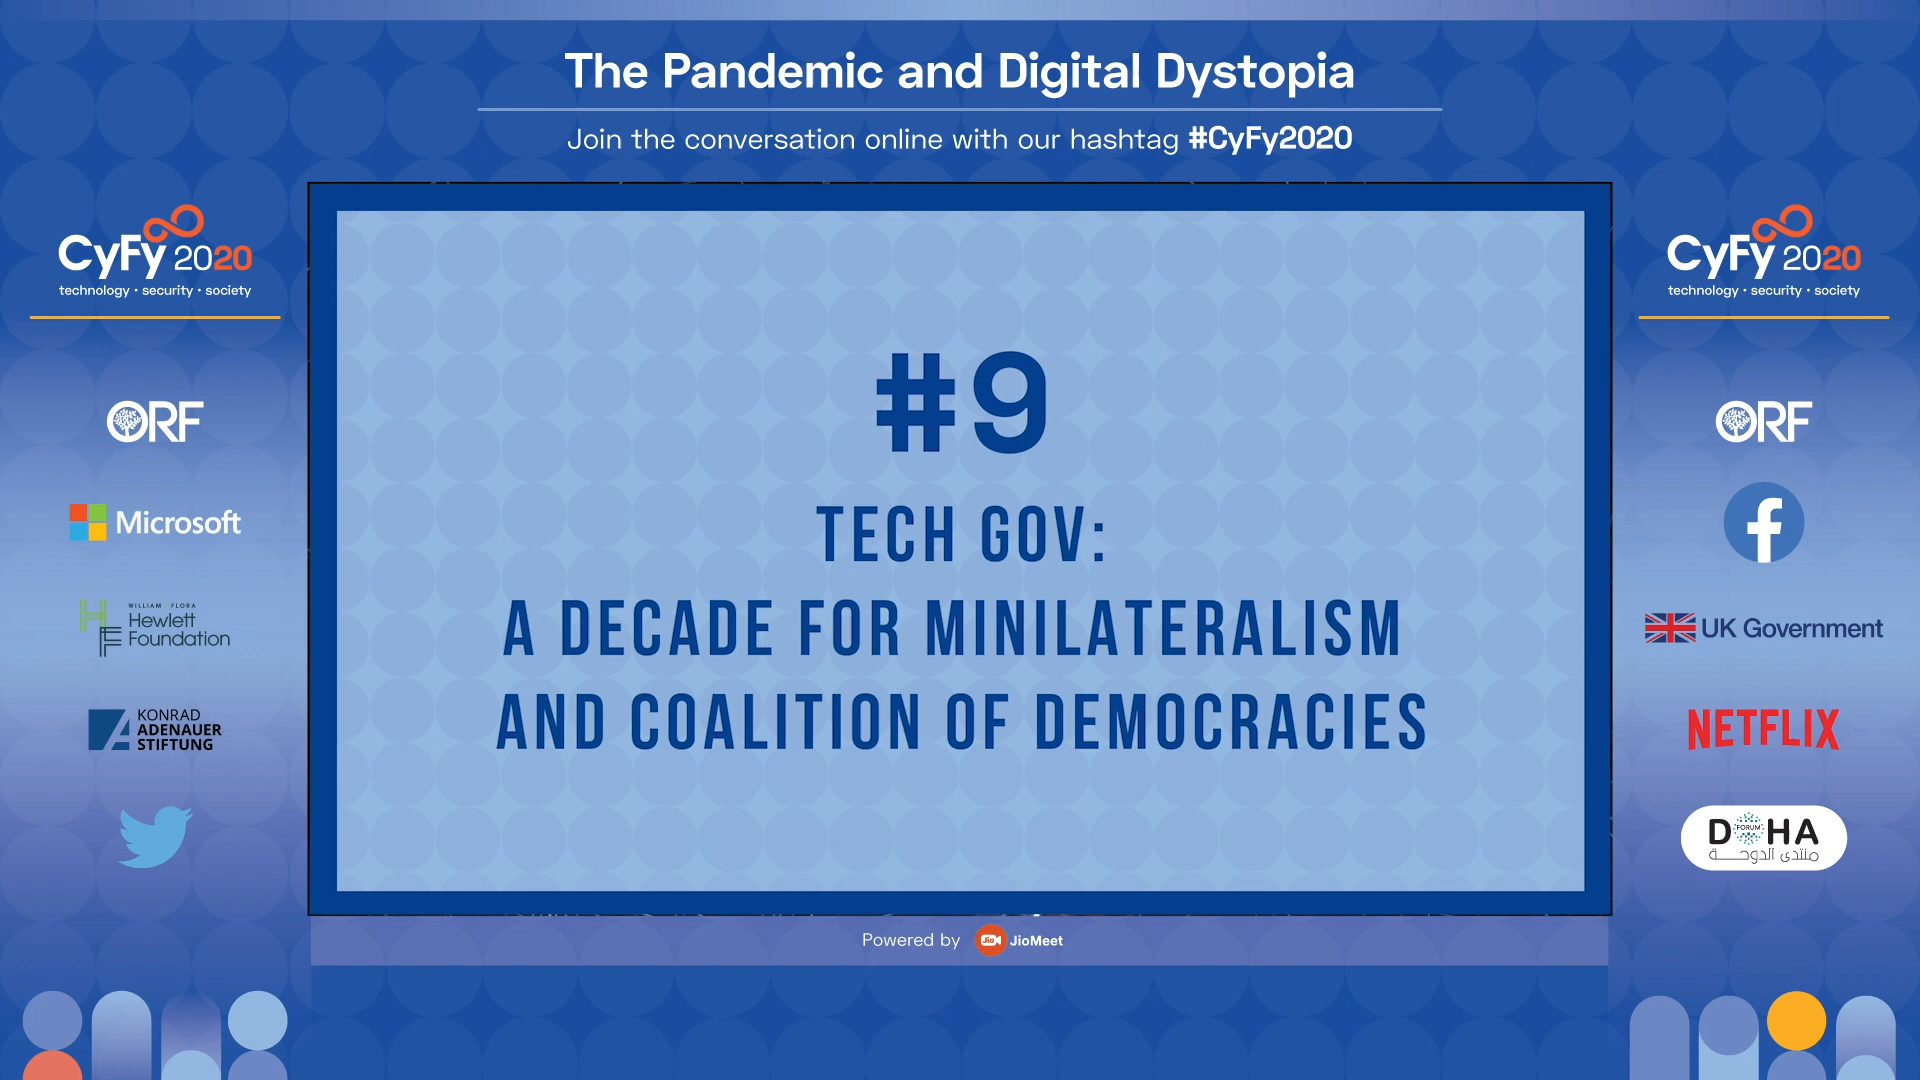 The Pandemic and Digital Dystopia
Join the conversation online with our hashtag #CyFy2020
CyFy 2020
technology • security • society
ORF
Microsoft
WILLIAM FLORA
Hewlett
Foundation
KONRAD
ADENAUER
STIFTUNG
#9
TECH GOV:
A DECADE FOR MINILATERALISM
AND COALITION OF DEMOCRACIES
Powered by Jio JioMeet
CyFy 2020
technology • security • society
ORF
f
UK Government
NETFLIX
DOHA
FORUM
منتدى الدوحة